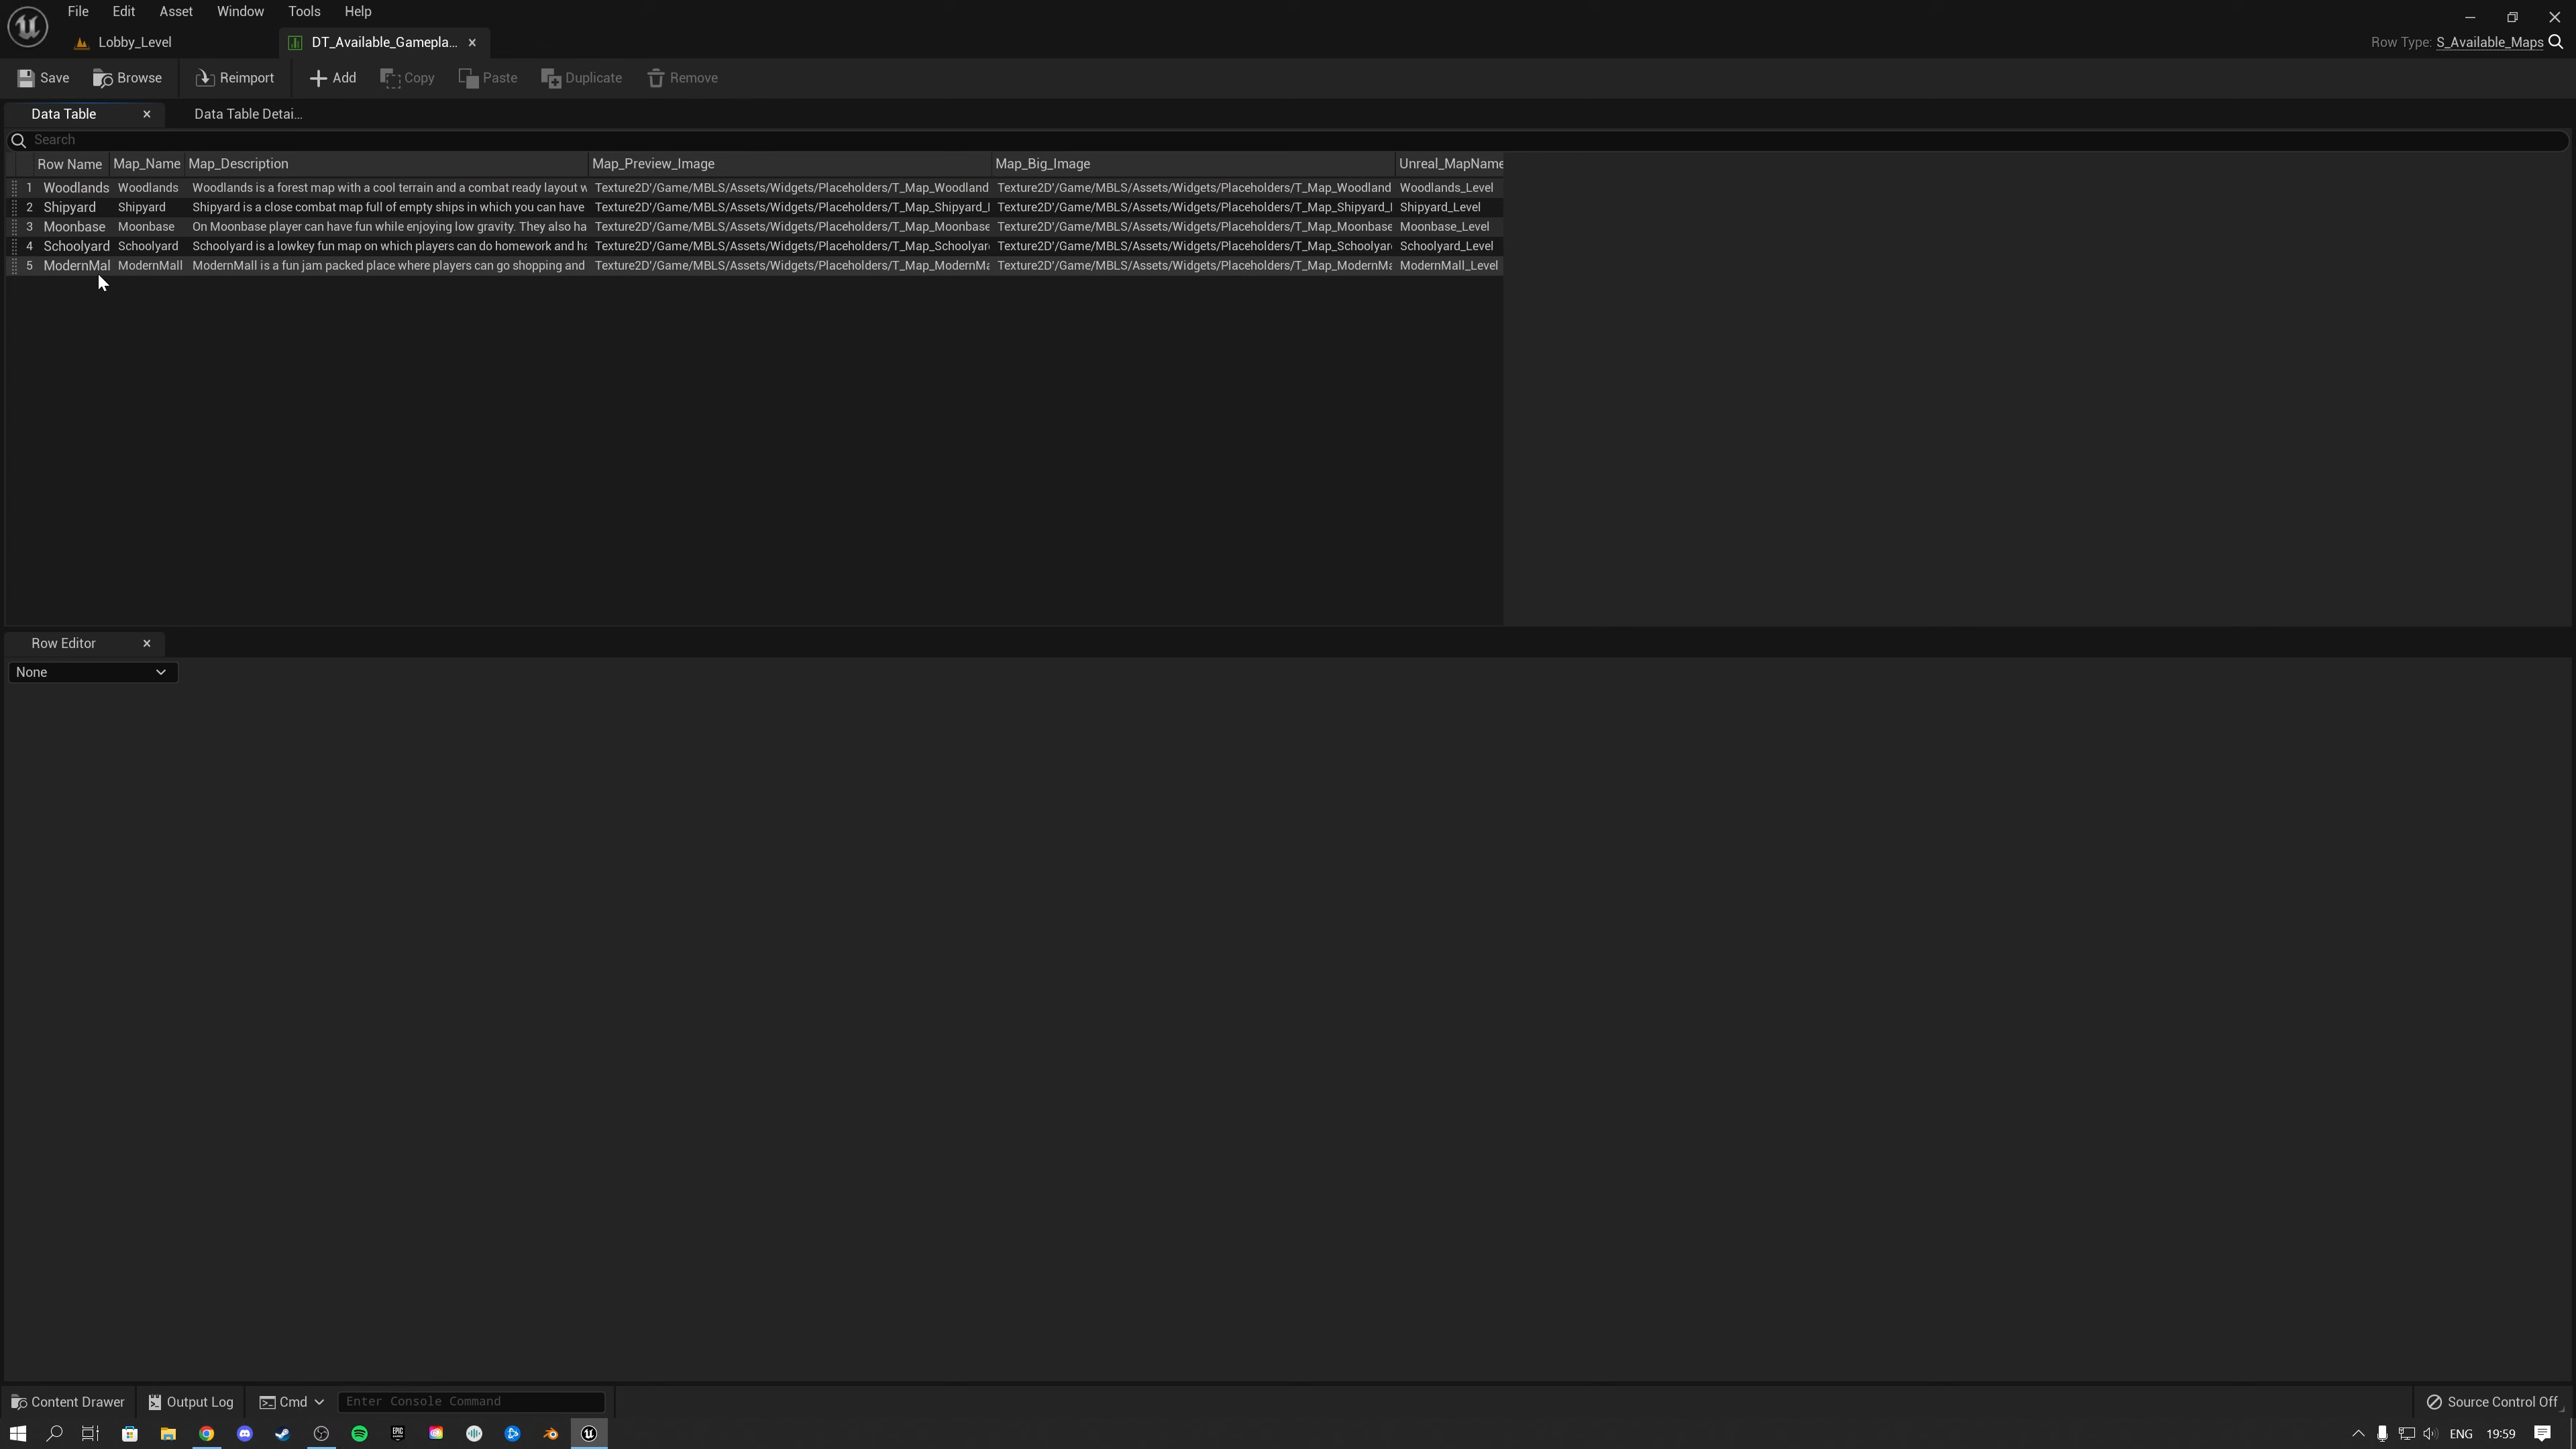 File Edit Asset Window Tools Help
Lobby_Level DT_Available_Gamepla... Row Type: S_Available_Maps
Save Browse Reimport Add Copy Paste Duplicate Remove
Data Table Data Table Detai...
Search
Row Name Map_Name Map_Description Map_Preview_Image Map_Big_Image Unreal_MapName
1 Woodlands Woodlands Woodlands is a forest map with a cool terrain and a combat ready layout w Texture2D'/Game/MBLS/Assets/Widgets/Placeholders/T_Map_Woodland Texture2D'/Game/MBLS/Assets/Widgets/Placeholders/T_Map_Woodland Woodlands_Level
2 Shipyard Shipyard Shipyard is a close combat map full of empty ships in which you can have Texture2D'/Game/MBLS/Assets/Widgets/Placeholders/T_Map_Shipyard_ Texture2D'/Game/MBLS/Assets/Widgets/Placeholders/T_Map_Shipyard_ Shipyard_Level
3 Moonbase Moonbase On Moonbase player can have fun while enjoying low gravity. They also ha Texture2D'/Game/MBLS/Assets/Widgets/Placeholders/T_Map_Moonbase Texture2D'/Game/MBLS/Assets/Widgets/Placeholders/T_Map_Moonbase Moonbase_Level
4 Schoolyard Schoolyard Schoolyard is a lowkey fun map on which players can do homework and ha Texture2D'/Game/MBLS/Assets/Widgets/Placeholders/T_Map_Schoolyar Texture2D'/Game/MBLS/Assets/Widgets/Placeholders/T_Map_Schoolyar Schoolyard_Level
5 ModernMal ModernMall ModernMall is a fun jam packed place where players can go shopping and Texture2D'/Game/MBLS/Assets/Widgets/Placeholders/T_Map_ModernMa Texture2D'/Game/MBLS/Assets/Widgets/Placeholders/T_Map_ModernMa ModernMall_Level
Row Editor
None
Content Drawer Output Log Cmd Enter Console Command Source Control Off
EPIC ENG 19:59